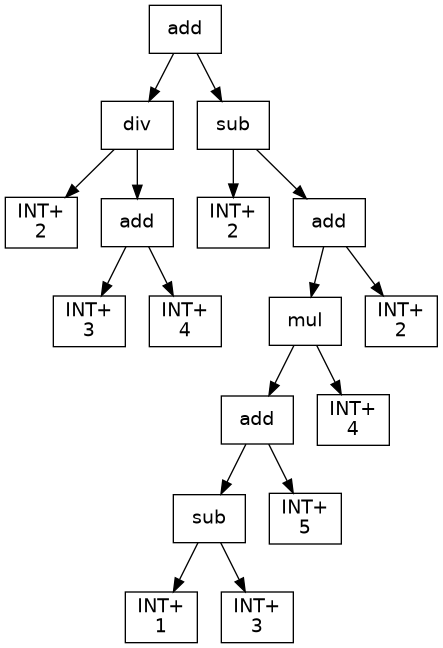 add
div
sub
INT+
2
add
INT+
2
add
INT+
3
INT+
4
mul
INT+
2
add
INT+
4
sub
INT+
5
INT+
1
INT+
3